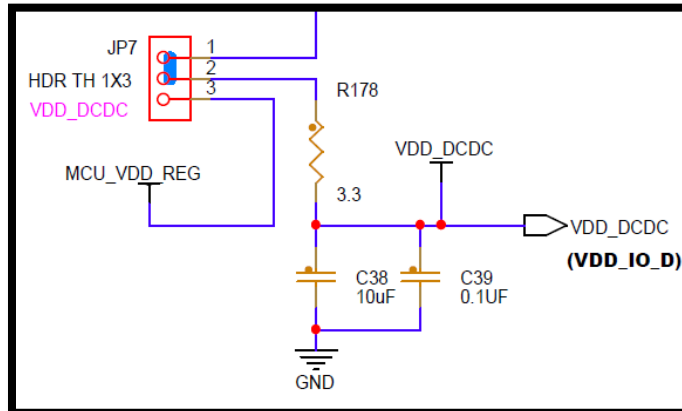 JP7
1
HDR TH 1X3
2
VDD_DCDC
3
R178
VDD_DCDC
MCU_VDD_REG
3.3
VDD_DCDC
(VDD_IO_D)
C38
10uF
C39
0.1UF
GND